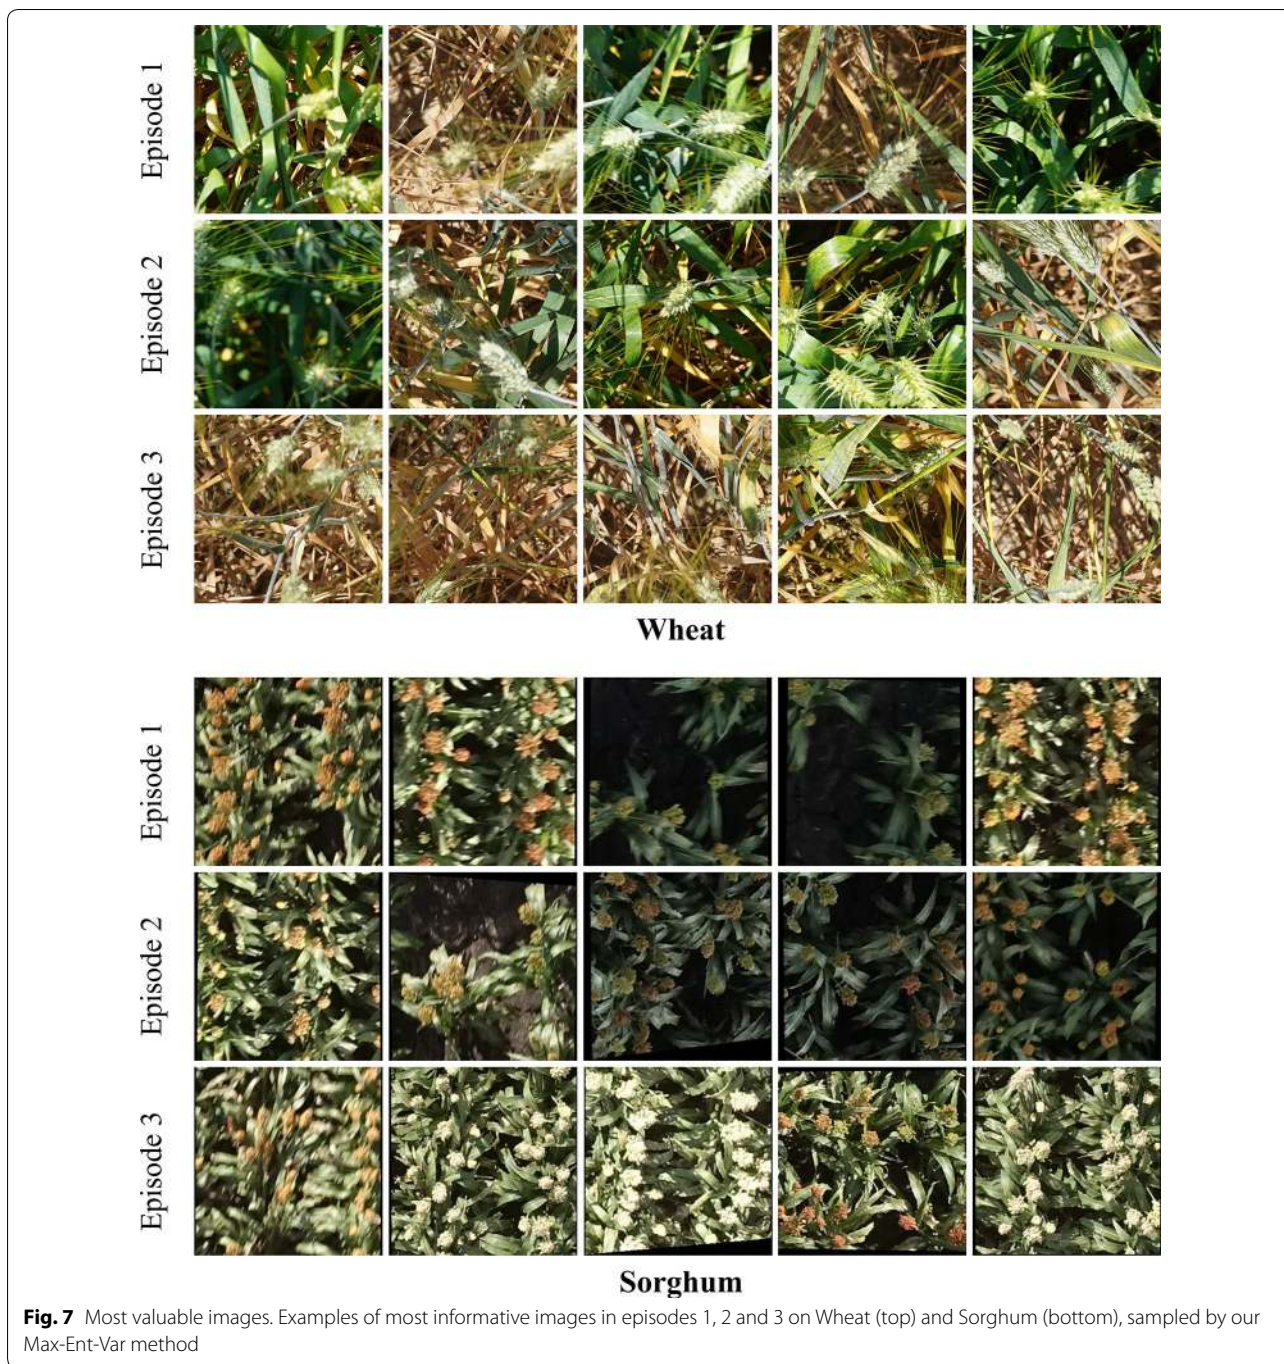 Episode 1
Episode 2
Episode 3
Wheat
Episode 1
Episode 2
Episode 3
Sorghum
Fig. 7 Most valuable images. Examples of most informative images in episodes 1, 2 and 3 on Wheat (top) and Sorghum (bottom), sampled by our
Max-Ent-Var method